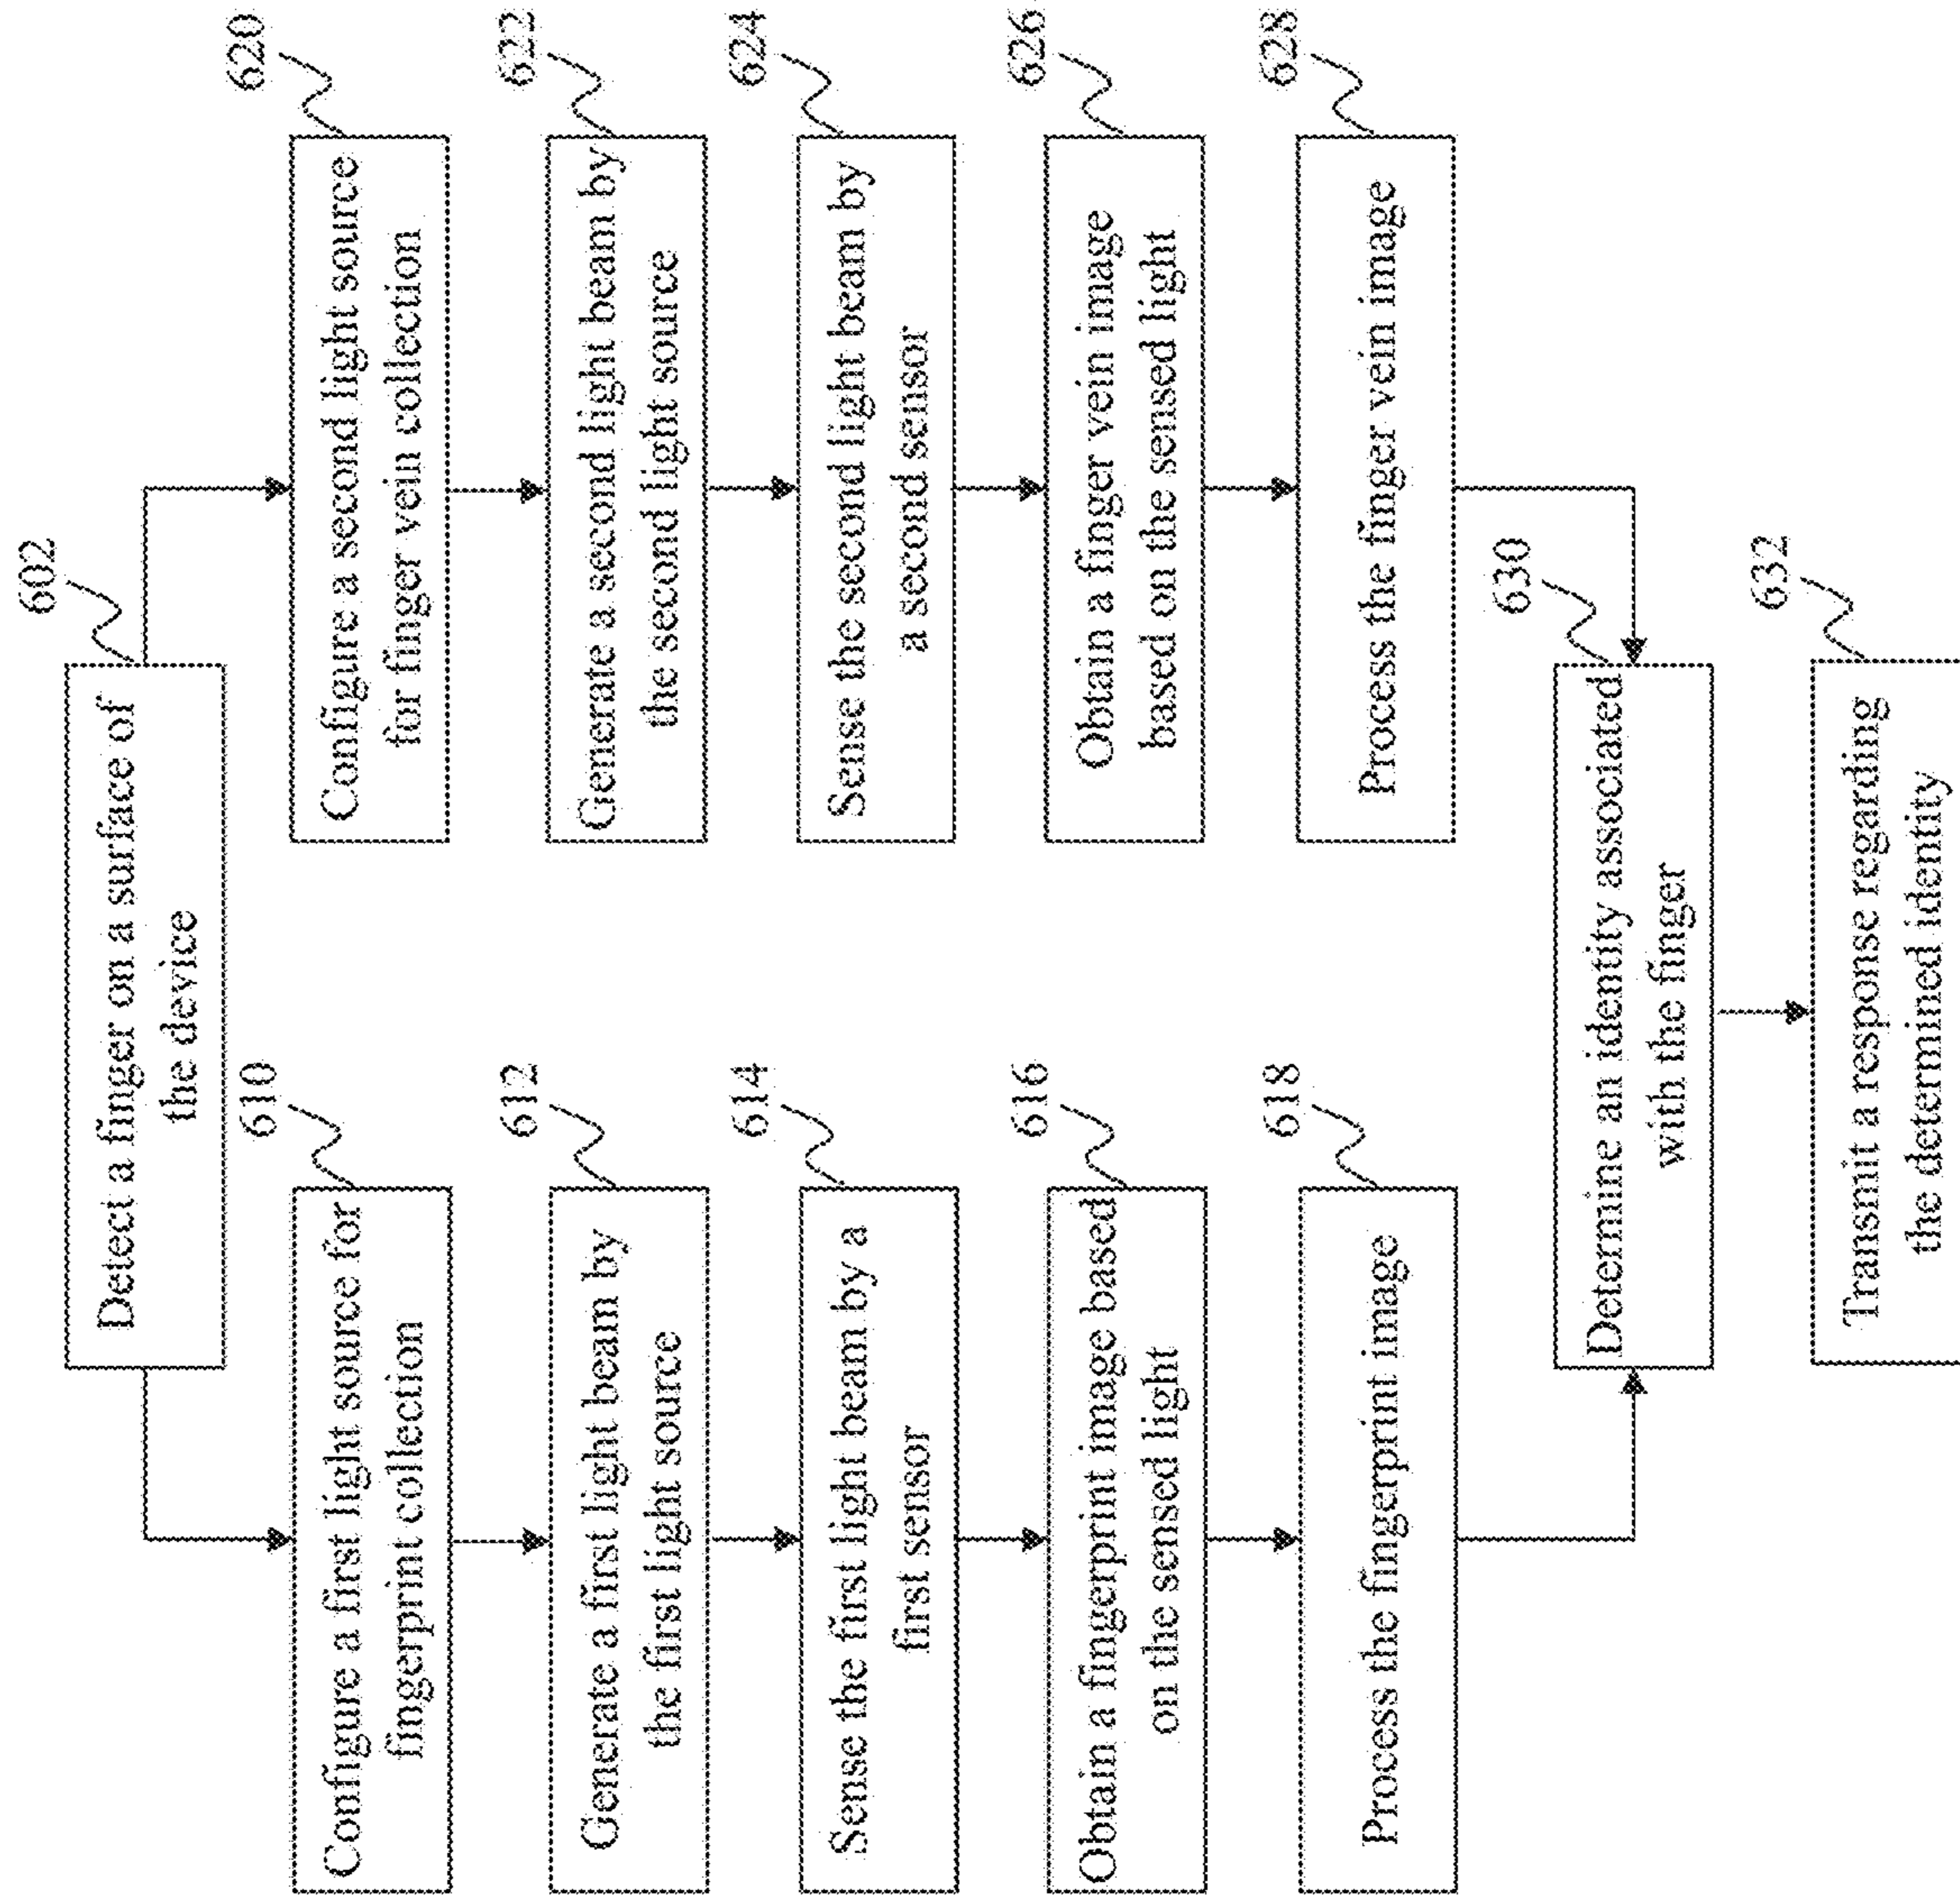 602
Detect a finger on a surface of
the device
610
Configure a first light source for
fingerprint collection
612
Generate a first light beam by
the first light source
614
Sense the first light beam by a
first sensor
616
Obtain a fingerprint image based
on the sensed light
618
Process the fingerprint image
620
Configure a second light source
for finger vein collection
622
Generate a second light beam by
the second light source
624
Sense the second light beam by
a second sensor
626
Obtain a finger vein image
based on the sensed light
628
Process the finger vein image
630
Determine an identity associated
with the finger
632
Transmit a response regarding
the determined identity